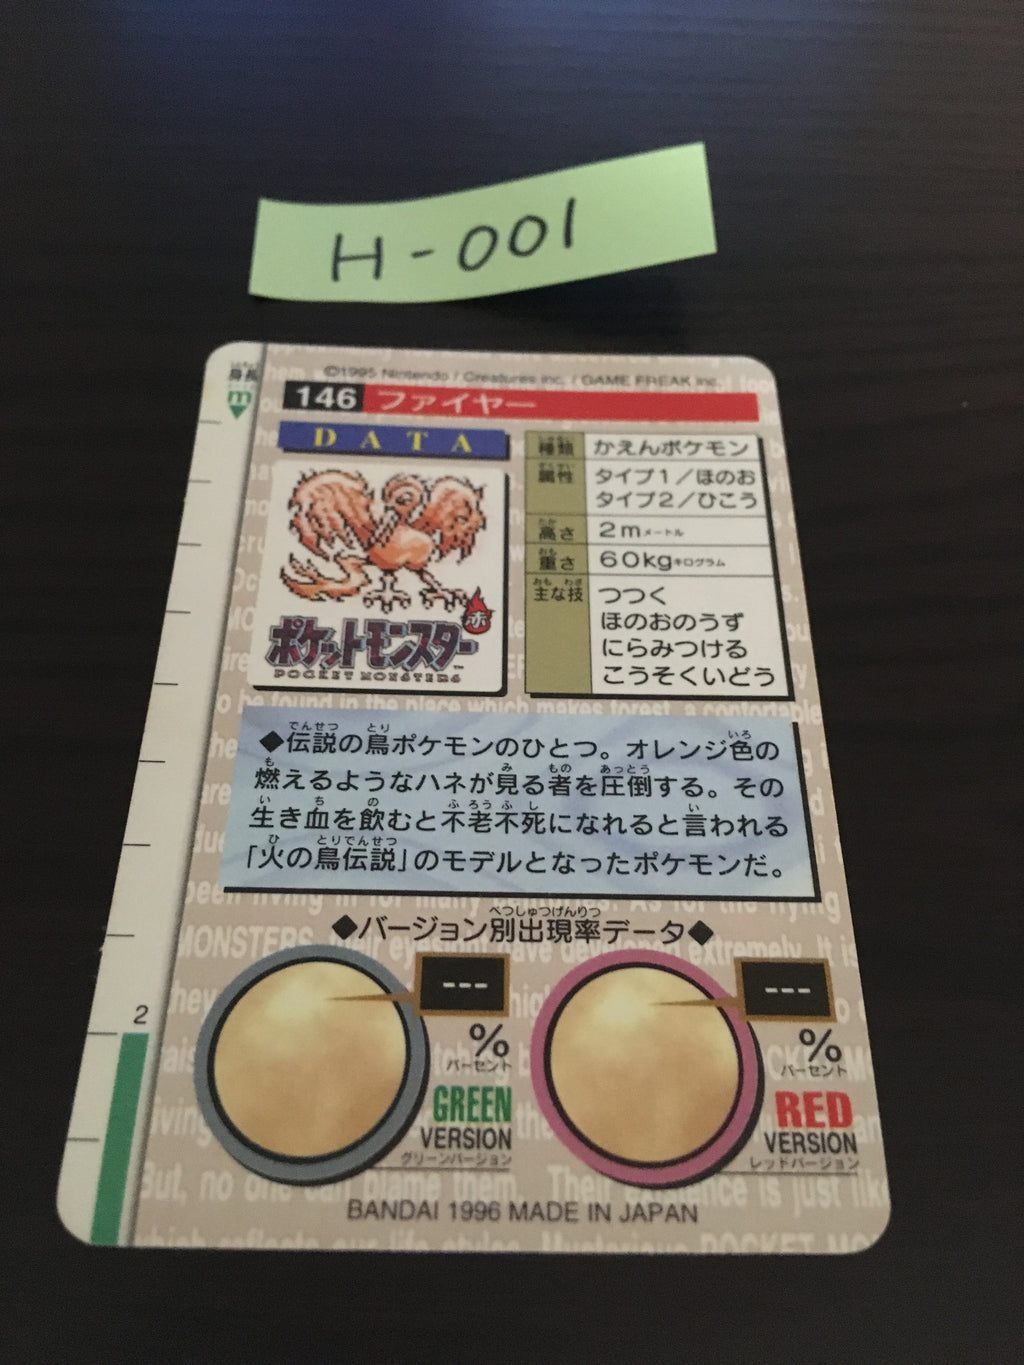 H-001
©1995 Nintendo / Creatures inc. / GAME FREAK inc.
身長
m
146 ファイヤー
DATA
種類 かえんポケモン
属性 タイプ1/ほのお
タイプ2/ひこう
高さ 2mメートル
重さ 60kgキログラム
主な技 つつく
ほのおのうず
にらみつける
こうそくいどう
赤
ポケットモンスター
POCKET MONSTERS
◆伝説の鳥ポケモンのひとつ。オレンジ色の
燃えるようなハネが見る者を圧倒する。その
生き血を飲むと不老不死になれると言われる
「火の鳥伝説」のモデルとなったポケモンだ。
◆バージョン別出現率データ◆
2
---
%
パーセント
GREEN
VERSION
グリーンバージョン
---
%
パーセント
RED
VERSION
レッドバージョン
BANDAI 1996 MADE IN JAPAN